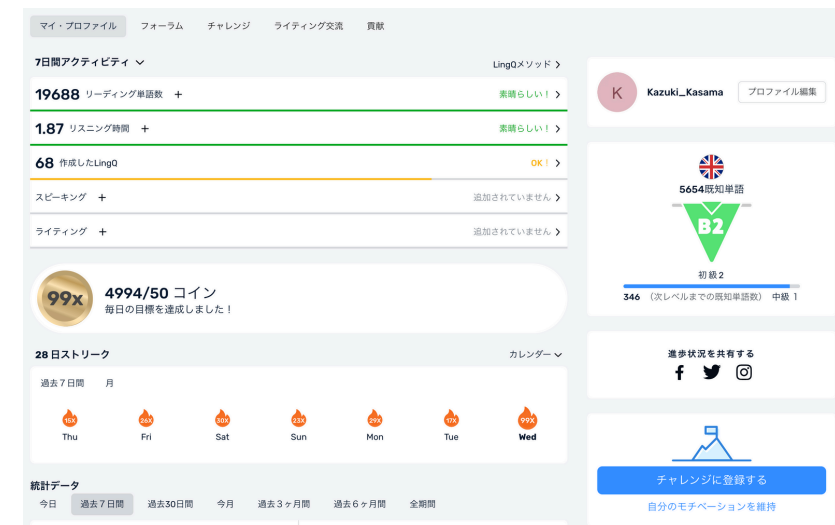 マイ・プロファイル フォーラム チャレンジ ライティング交流 貢献
7日間アクティビティ
LingQメソッド
19688 リーディング単語数 +
素晴らしい！
1.87 リスニング時間 +
素晴らしい！
68 作成したLingQ
OK！
スピーキング +
追加されていません
ライティング +
追加されていません
99x
4994/50 コイン
毎日の目標を達成しました！
28日ストリーク
カレンダー
過去7日間 月
15X 26X 30X 23X 29X 17X 99X
Thu Fri Sat Sun Mon Tue Wed
統計データ
今日 過去7日間 過去30日間 今月 過去3ヶ月間 過去6ヶ月間 全期間
K
Kazuki_Kasama
プロファイル編集
5654既知単語
B2
初級2
346 （次レベルまでの既知単語数） 中級 1
進歩状況を共有する
チャレンジに登録する
自分のモチベーションを維持